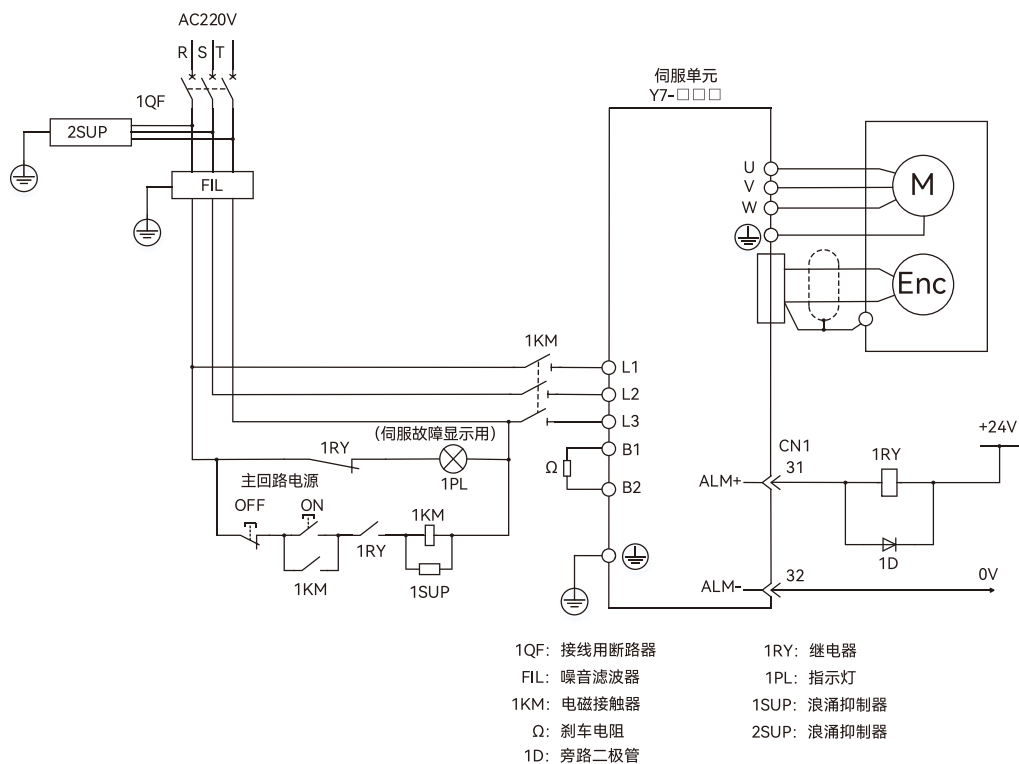 AC220V
R S T
1QF
2SUP
FIL
伺服单元
Y7-□□□
U
V
W
M
Enc
1KM
L1
L2
L3
(伺服故障显示用)
1RY
1PL
B1
Ω
B2
主回路电源
OFF ON
1KM
1RY
1KM
1SUP
CN1
ALM+ 31
1RY
+24V
1D
ALM- 32
0V
1QF: 接线用断路器
FIL: 噪音滤波器
1KM: 电磁接触器
Ω: 刹车电阻
1D: 旁路二极管
1RY: 继电器
1PL: 指示灯
1SUP: 浪涌抑制器
2SUP: 浪涌抑制器